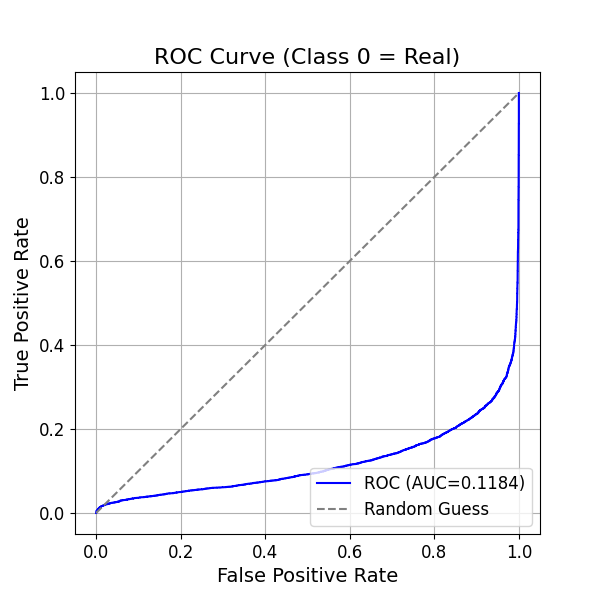 ROC Curve (Class 0 = Real)
True Positive Rate
1.0
0.8
0.6
0.4
0.2
0.0
ROC (AUC=0.1184)
Random Guess
0.0 0.2 0.4 0.6 0.8 1.0
False Positive Rate